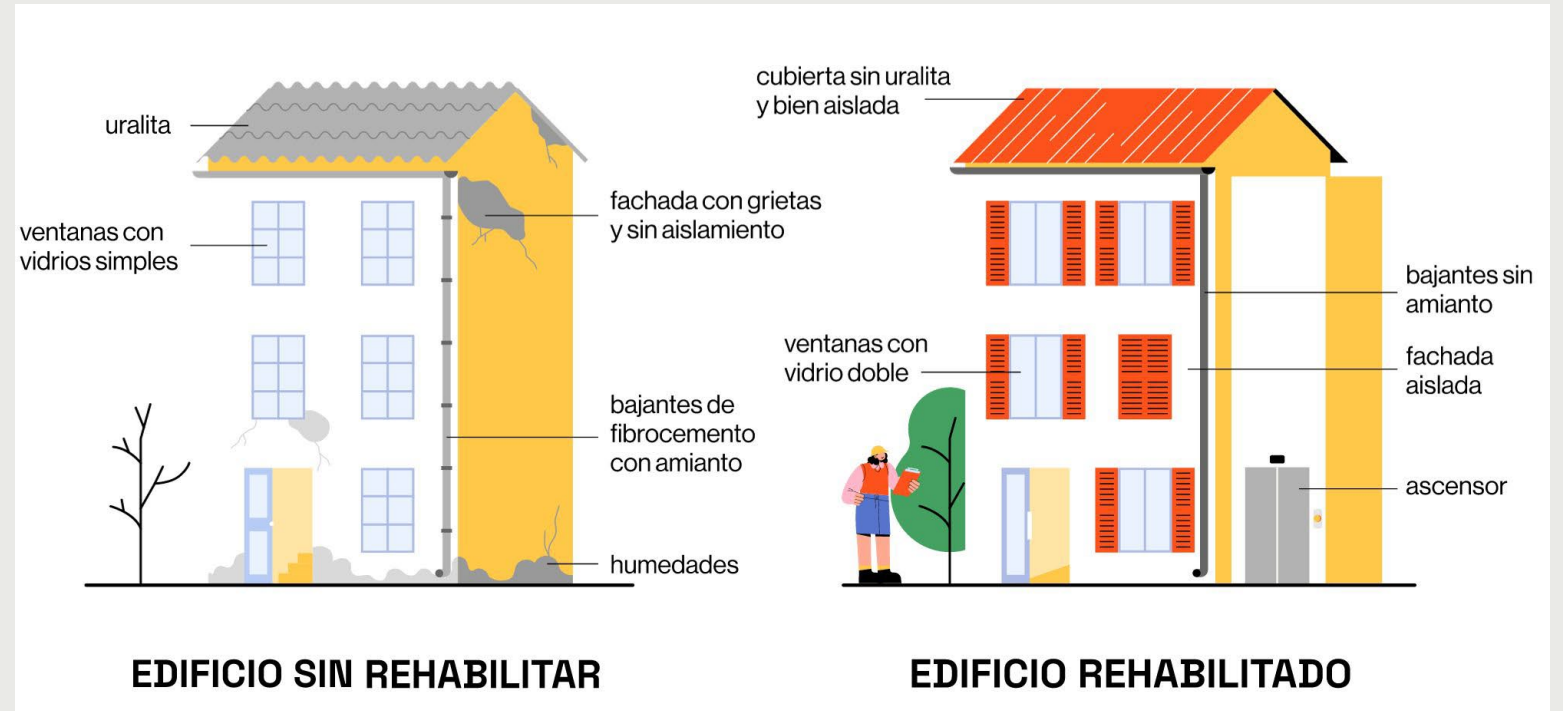 uralita
ventanas con
vidrios simples
fachada con grietas
y sin aislamiento
bajantes de
fibrocemento
con amianto
humedades
EDIFICIO SIN REHABILITAR
cubierta sin uralita
y bien aislada
ventanas con
vidrio doble
bajantes sin
amianto
fachada
aislada
ascensor
EDIFICIO REHABILITADO